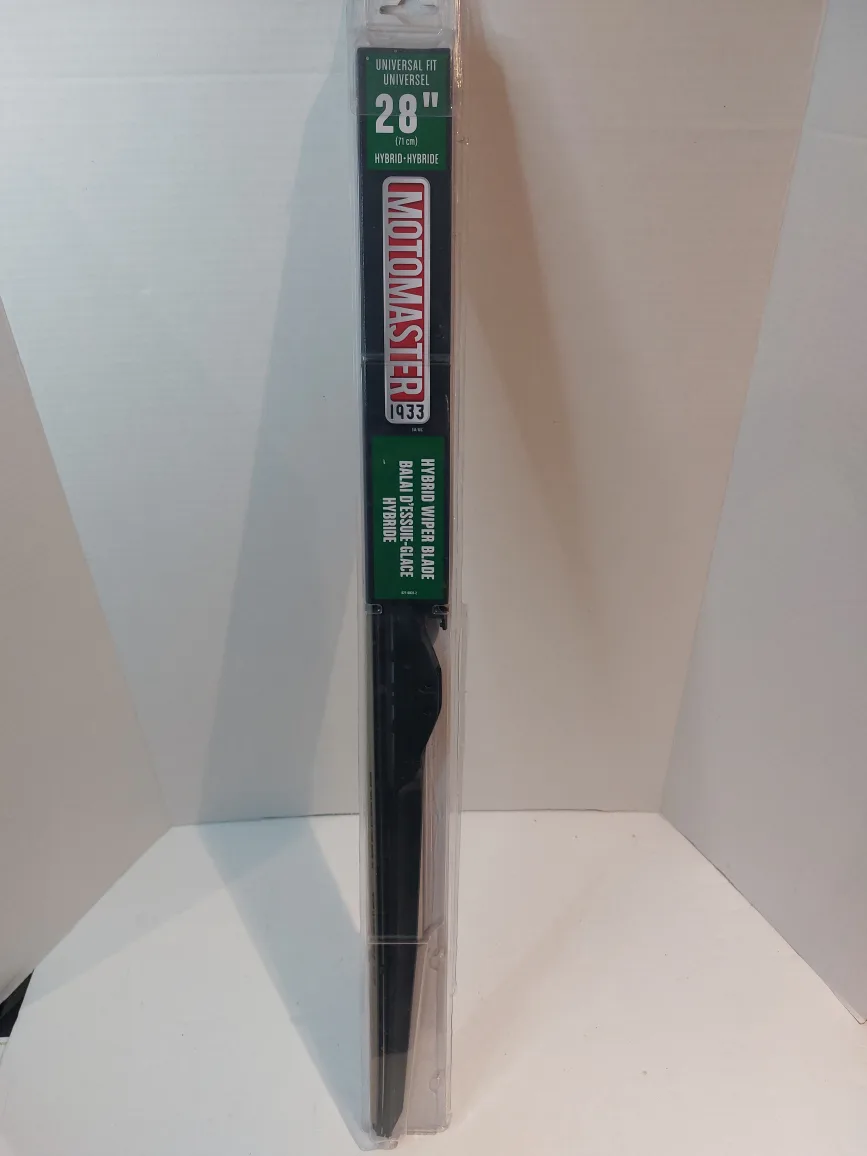 UNIVERSAL FIT
UNIVERSEL
28"
(71 cm)
HYBRID-HYBRIDE
MOTOMASTER
1933
HYBRID WIPER BLADE
BALAI D'ESSUIE-GLACE
HYBRIDE